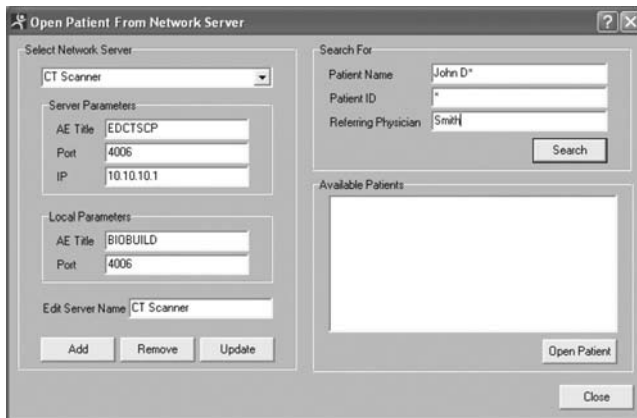 Open Patient From Network Server
Select Network Server
CT Scanner
Server Parameters
AE Title EDCTSCP
Port 4006
IP 10.10.10.1
Local Parameters
AE Title BIOBUILD
Port 4006
Edit Server Name CT Scanner
Add Remove Update
Search For
Patient Name John D*
Patient ID *
Referring Physician Smith
Search
Available Patients
Open Patient
Close